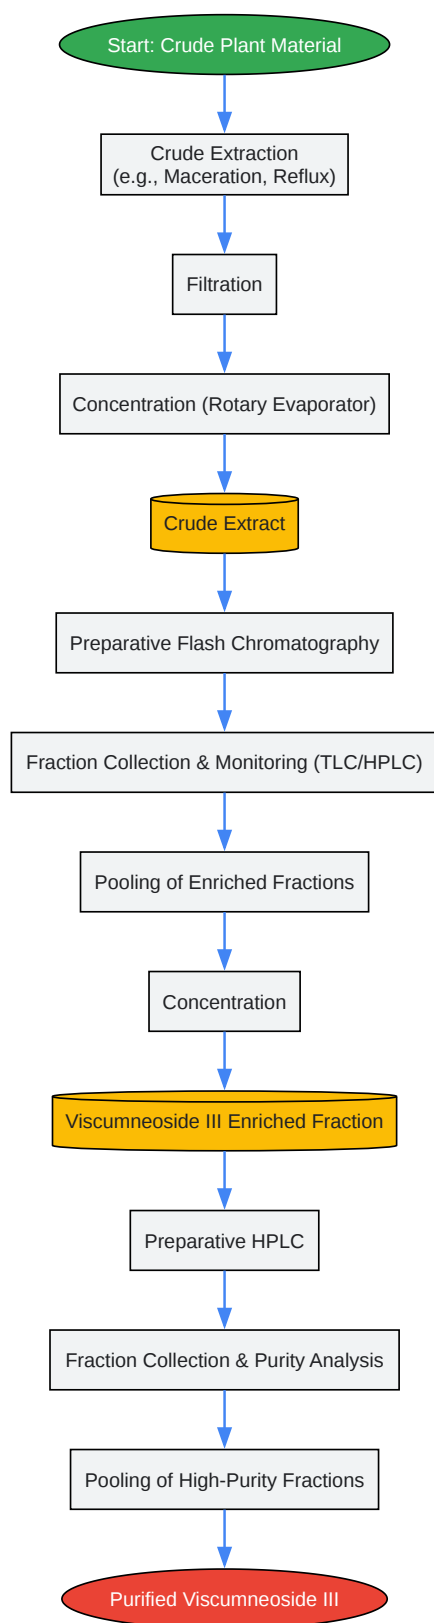 Start: Crude Plant Material
Crude Extraction
(e.g., Maceration, Reflux)
Filtration
Concentration (Rotary Evaporator)
Crude Extract
Preparative Flash Chromatography
Fraction Collection & Monitoring (TLC/HPLC)
Pooling of Enriched Fractions
Concentration
Viscumneoside III Enriched Fraction
Preparative HPLC
Fraction Collection & Purity Analysis
Pooling of High-Purity Fractions
Purified Viscumneoside III